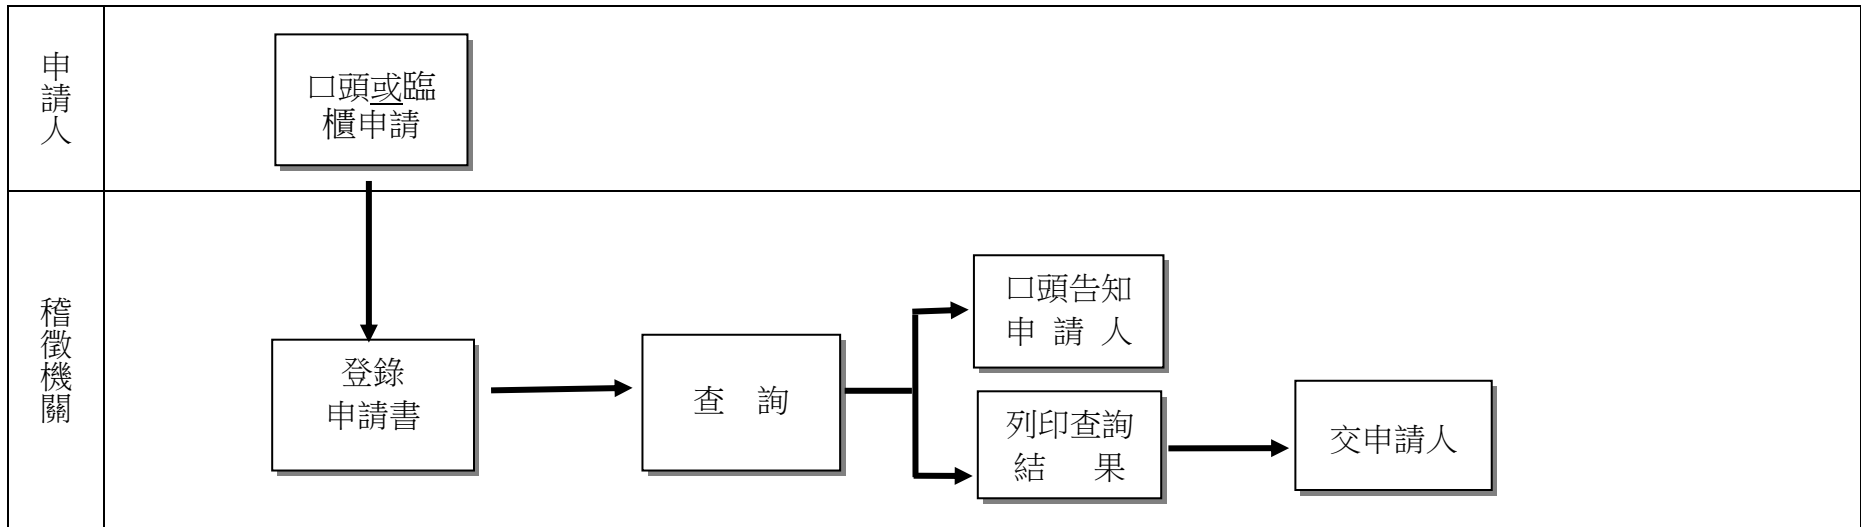 申請人
口頭或臨
櫃申請
稽徵機關
登錄
申請書
查 詢
口頭告知
申 請 人
列印查詢
結 果
交申請人